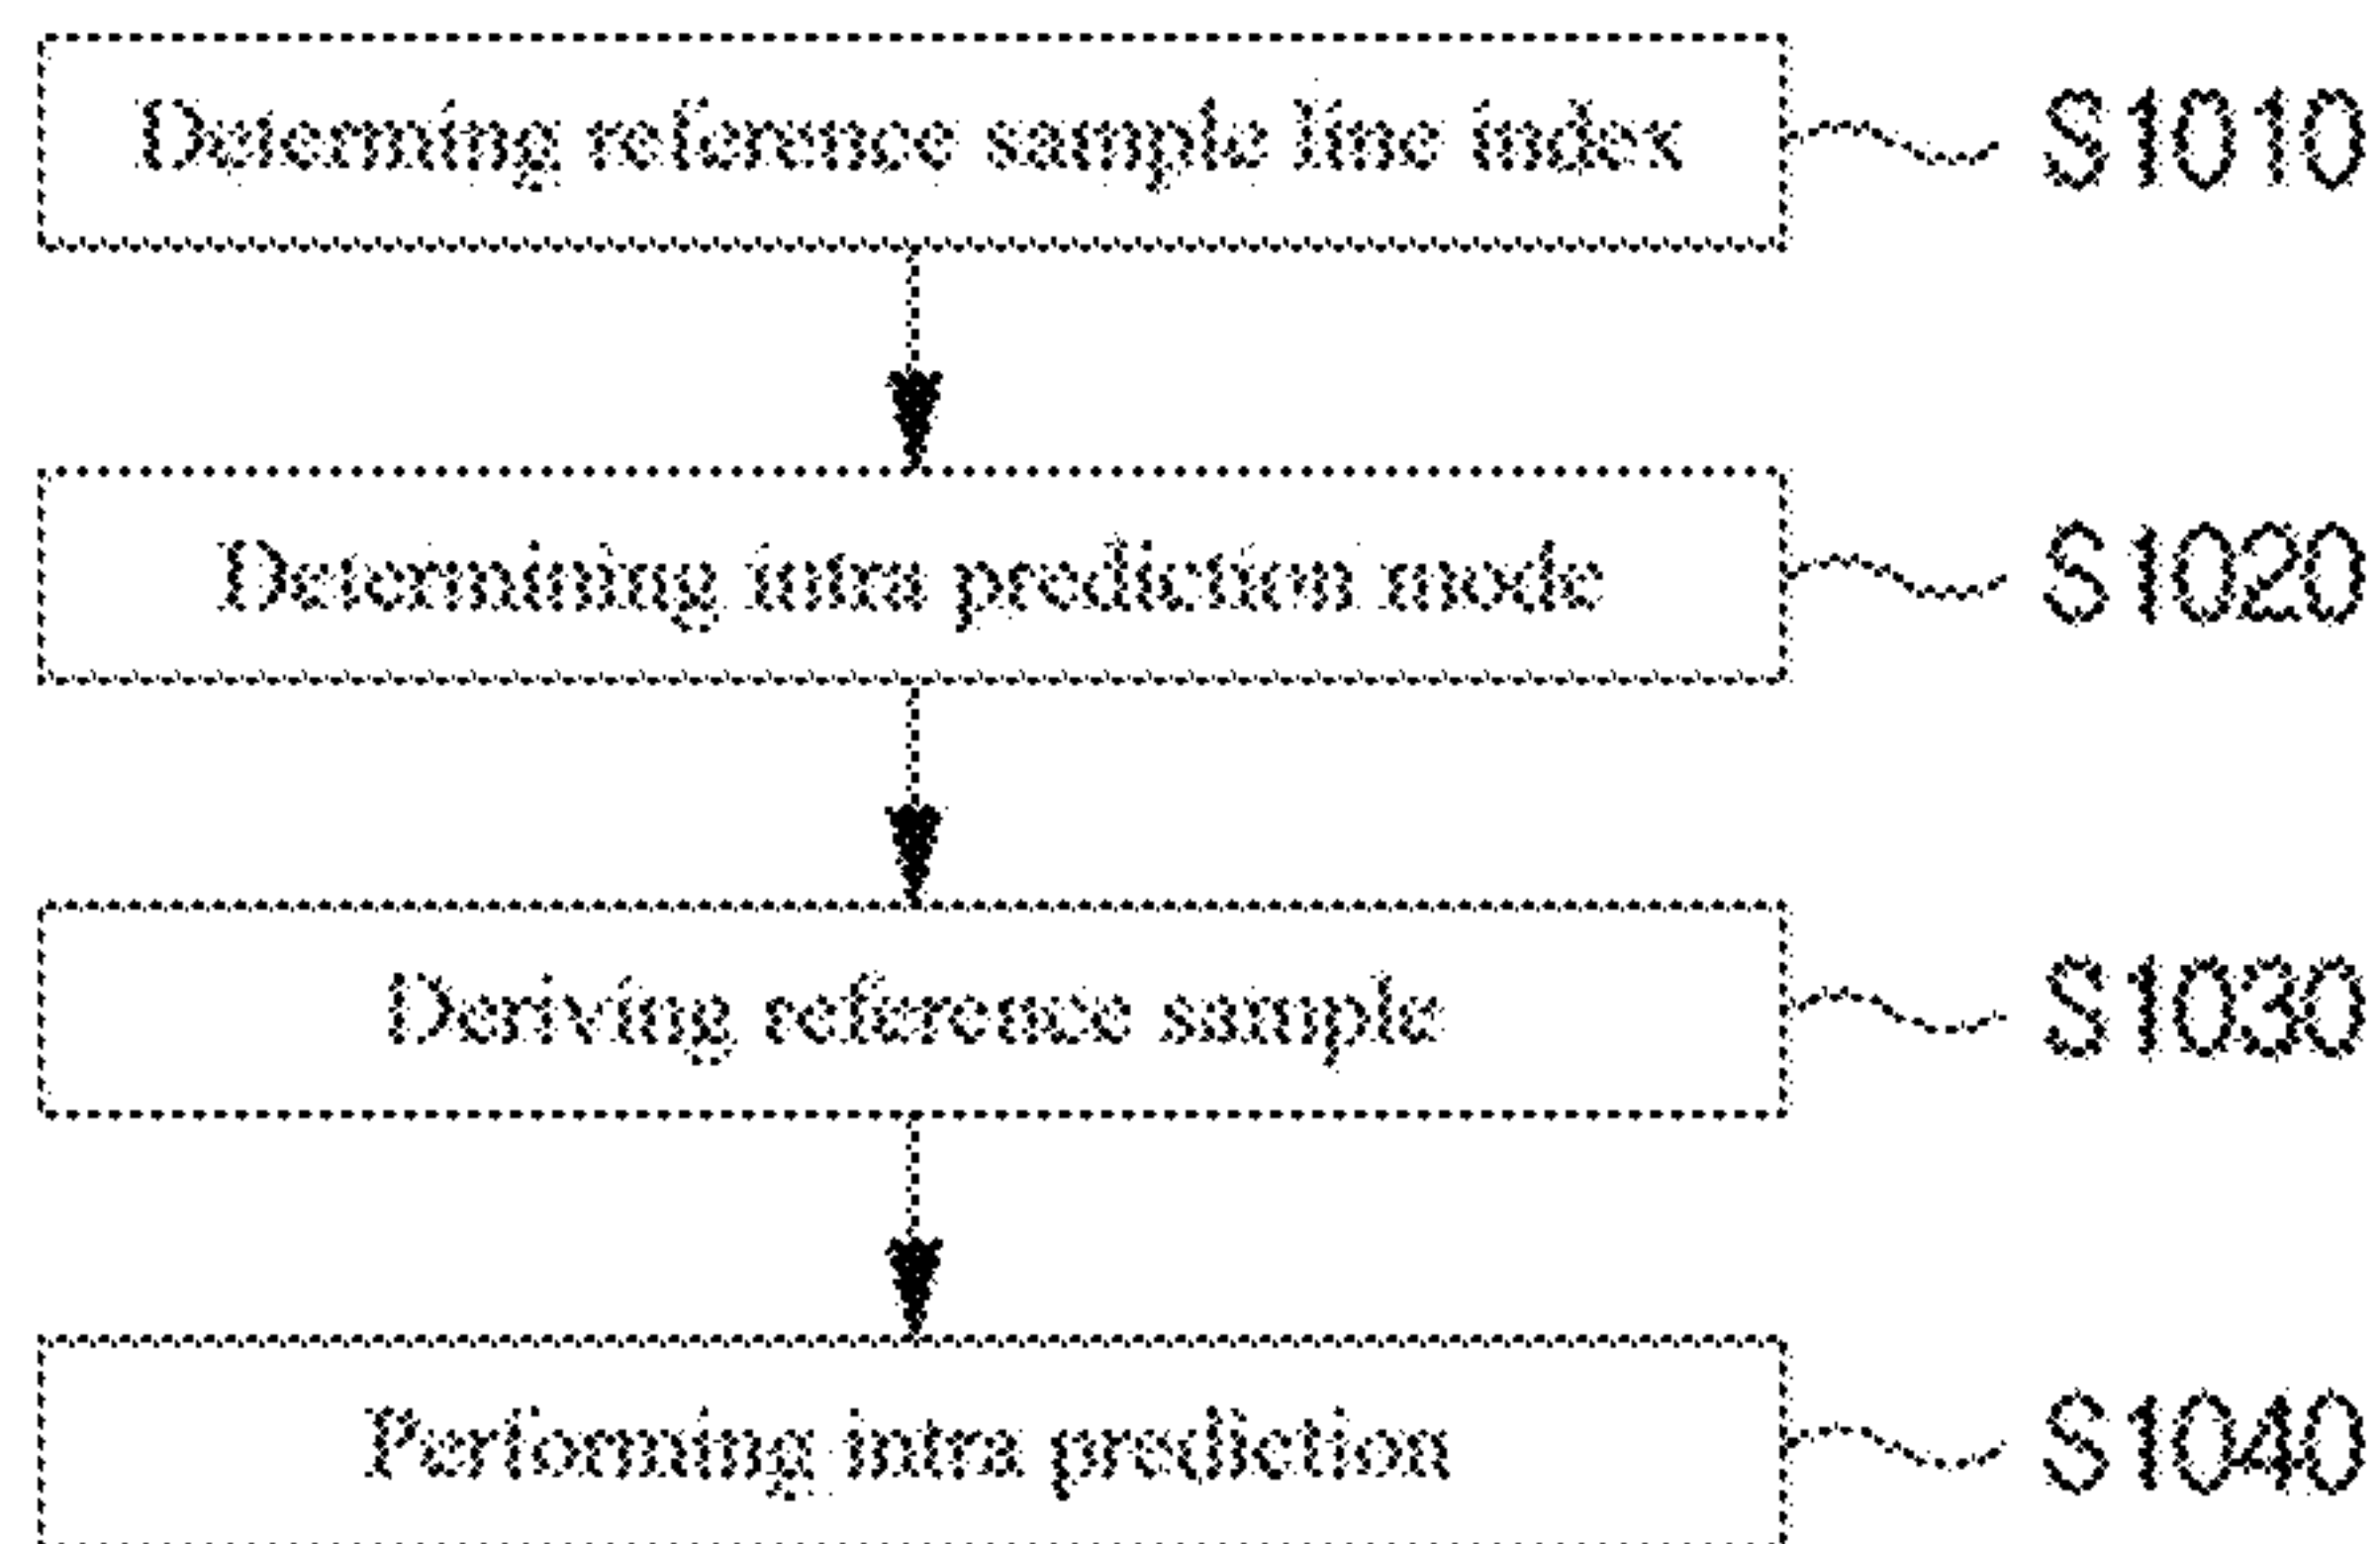 Determing reference sample line index S1010
Determining intra prediction mode S1020
Deriving reference sample S1030
Performing intra prediction S1040